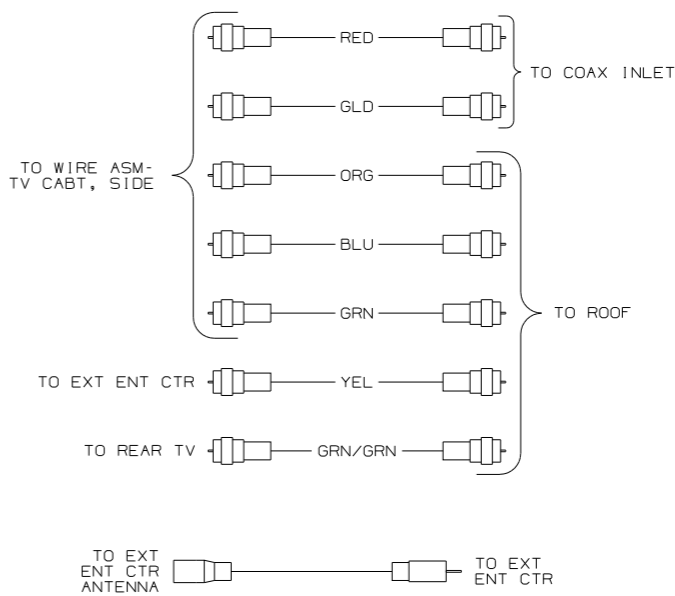 RED
TO COAX INLET
GLD
TO WIRE ASM-
TV CABT, SIDE
ORG
BLU
GRN
TO ROOF
TO EXT ENT CTR
YEL
TO REAR TV
GRN/GRN
TO EXT
ENT CTR
ANTENNA
TO EXT
ENT CTR